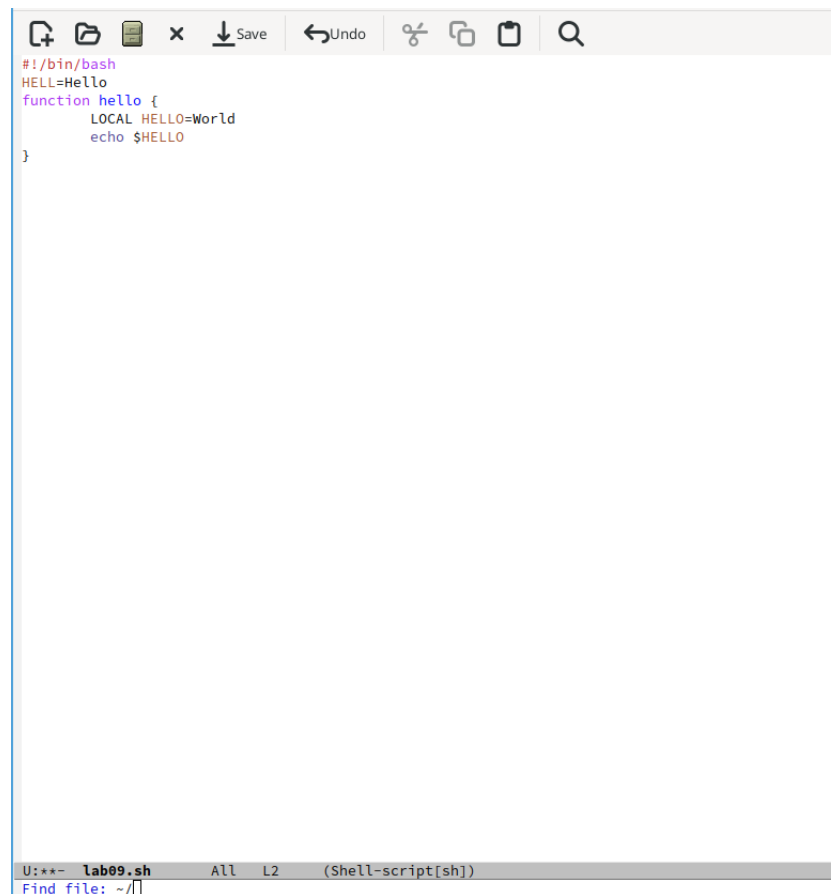 Save Undo
#!/bin/bash
HELL=Hello
function hello {
        LOCAL HELLO=World
        echo $HELLO
}
U:**-  lab09.sh       All   L2     (Shell-script[sh])
Find file: ~/